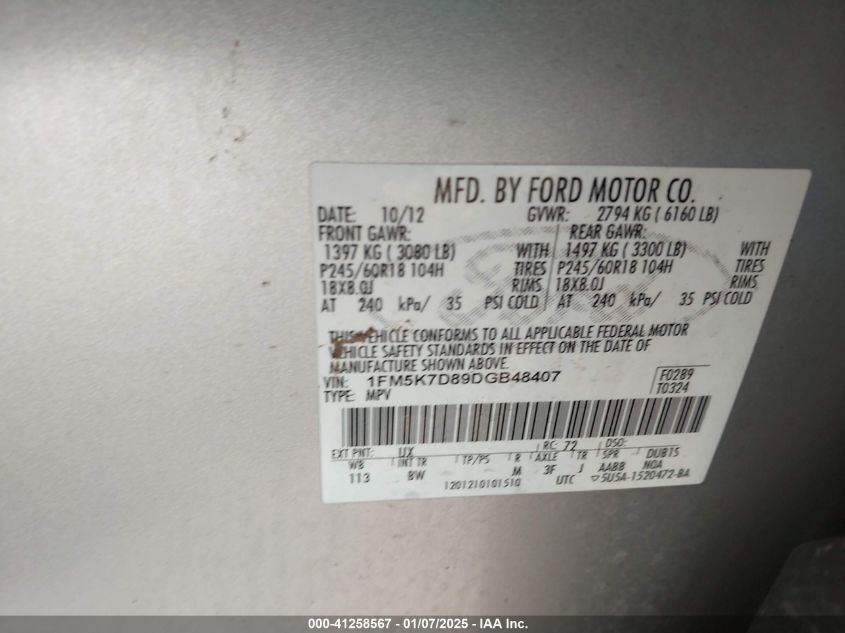 MFD. BY FORD MOTOR CO.
DATE: 10/12 GVWR: 2794 KG ( 6160 LB)
FRONT GAWR: REAR GAWR:
1397 KG ( 3080 LB) WITH 1497 KG ( 3300 LB) WITH
P245/60R18 104H TIRES P245/60R18 104H TIRES
18X8.0J RIMS 18X8.0J RIMS
AT 240 kPa/ 35 PSI COLD AT 240 kPa/ 35 PSI COLD
THIS VEHICLE CONFORMS TO ALL APPLICABLE FEDERAL MOTOR
VEHICLE SAFETY STANDARDS IN EFFECT ON THE DATE OF
MANUFACTURE SHOWN ABOVE.
VIN: 1FM5K7D89DGB48407 F0289
TYPE: MPV T0324
EXT PNT: UX RC: 72 DSO:
WB INT TR TP/PS R AXLE TR SPR DUBTS
113 BW M 3F J AABB NOA
1201210101510 UTC ▽5U5A-1520472-BA
000-41258567 — 01/07/2025 - IAA Inc.